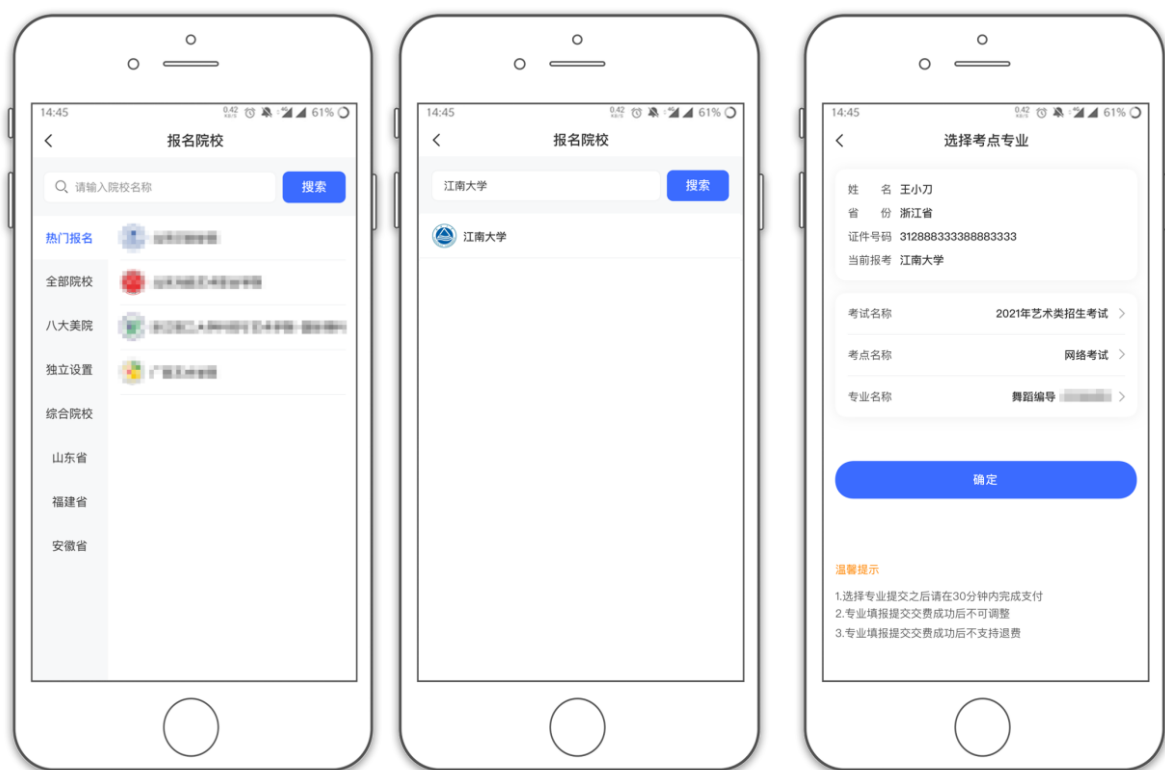 14:45
0.42
KB/S
4G
61%
报名院校
请输入院校名称
搜索
热门报名
全部院校
八大美院
独立设置
综合院校
山东省
福建省
安徽省
14:45
0.42
KB/S
4G
61%
报名院校
江南大学
搜索
江南大学
14:45
0.42
KB/S
4G
61%
选择考点专业
姓 名 王小刀
省 份 浙江省
证件号码 312888333388883333
当前报考 江南大学
考试名称 2021年艺术类招生考试
考点名称 网络考试
专业名称 舞蹈编导
确定
温馨提示
1.选择专业提交之后请在30分钟内完成支付
2.专业填报提交交费成功后不可调整
3.专业填报提交交费成功后不支持退费